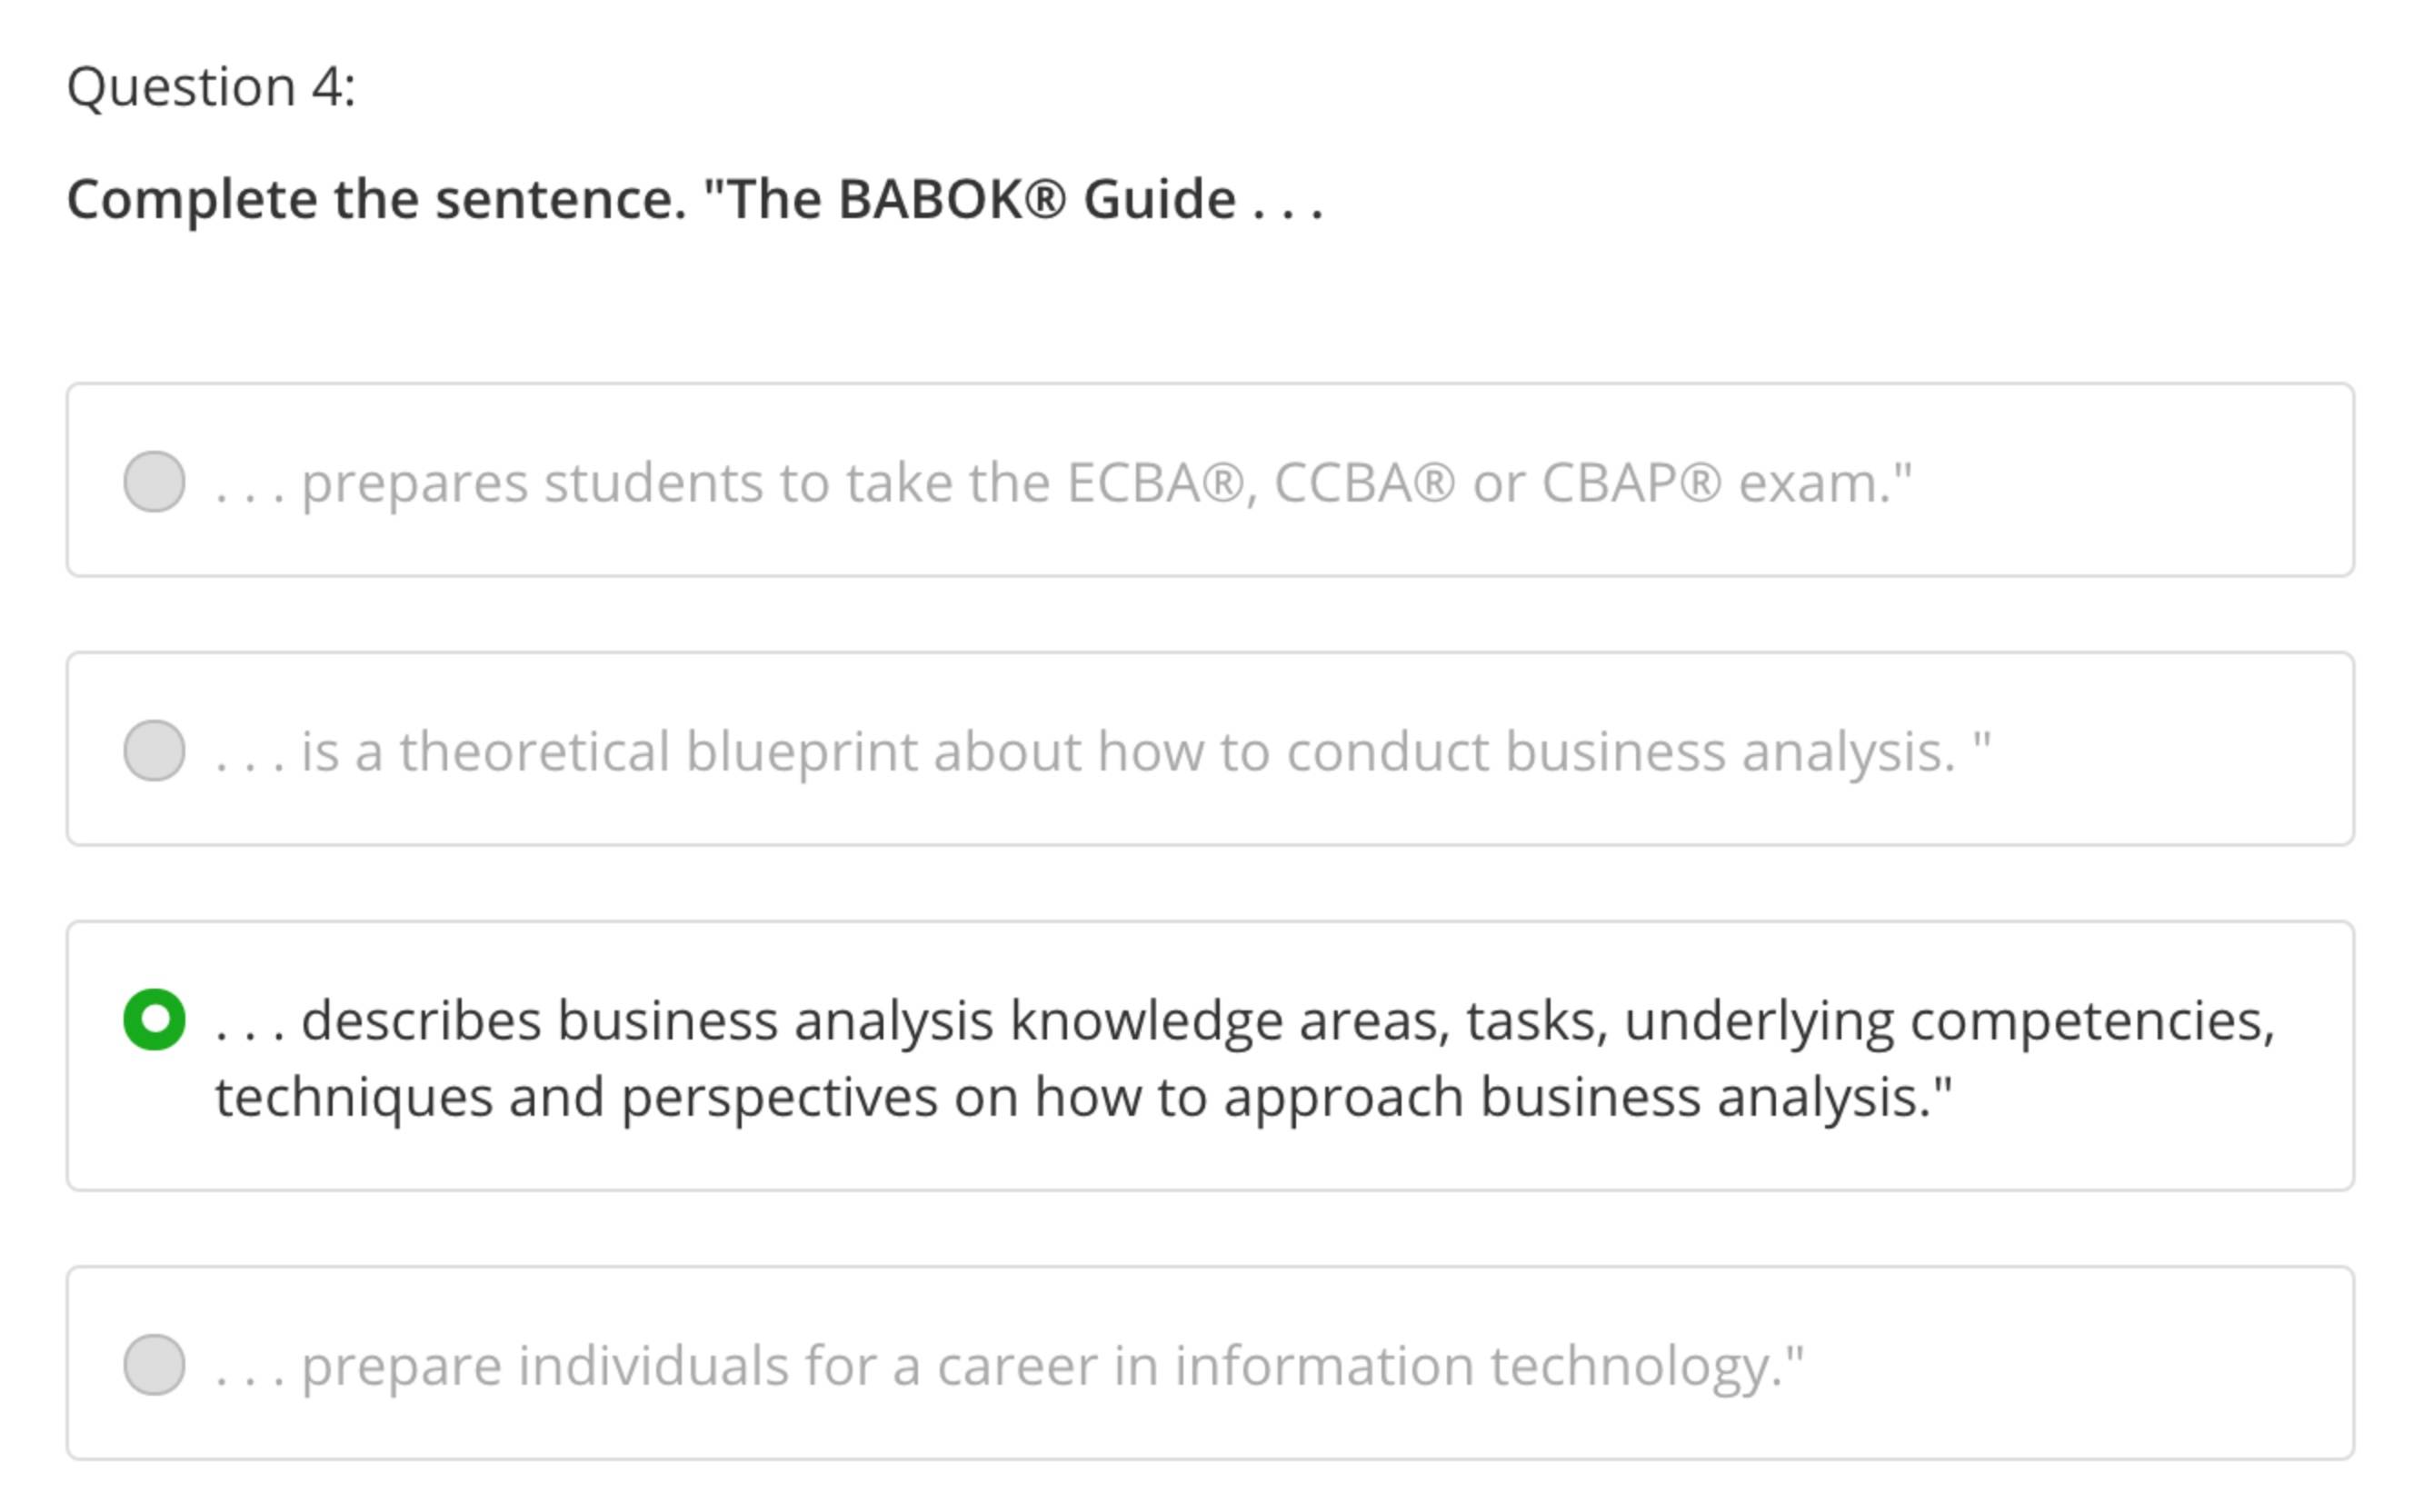 Question 4:
Complete the sentence. "The BABOK® Guide . . .
. . . prepares students to take the ECBA®, CCBA® or CBAP® exam."
. . . is a theoretical blueprint about how to conduct business analysis. "
. . . describes business analysis knowledge areas, tasks, underlying competencies,
techniques and perspectives on how to approach business analysis."
. . . prepare individuals for a career in information technology."